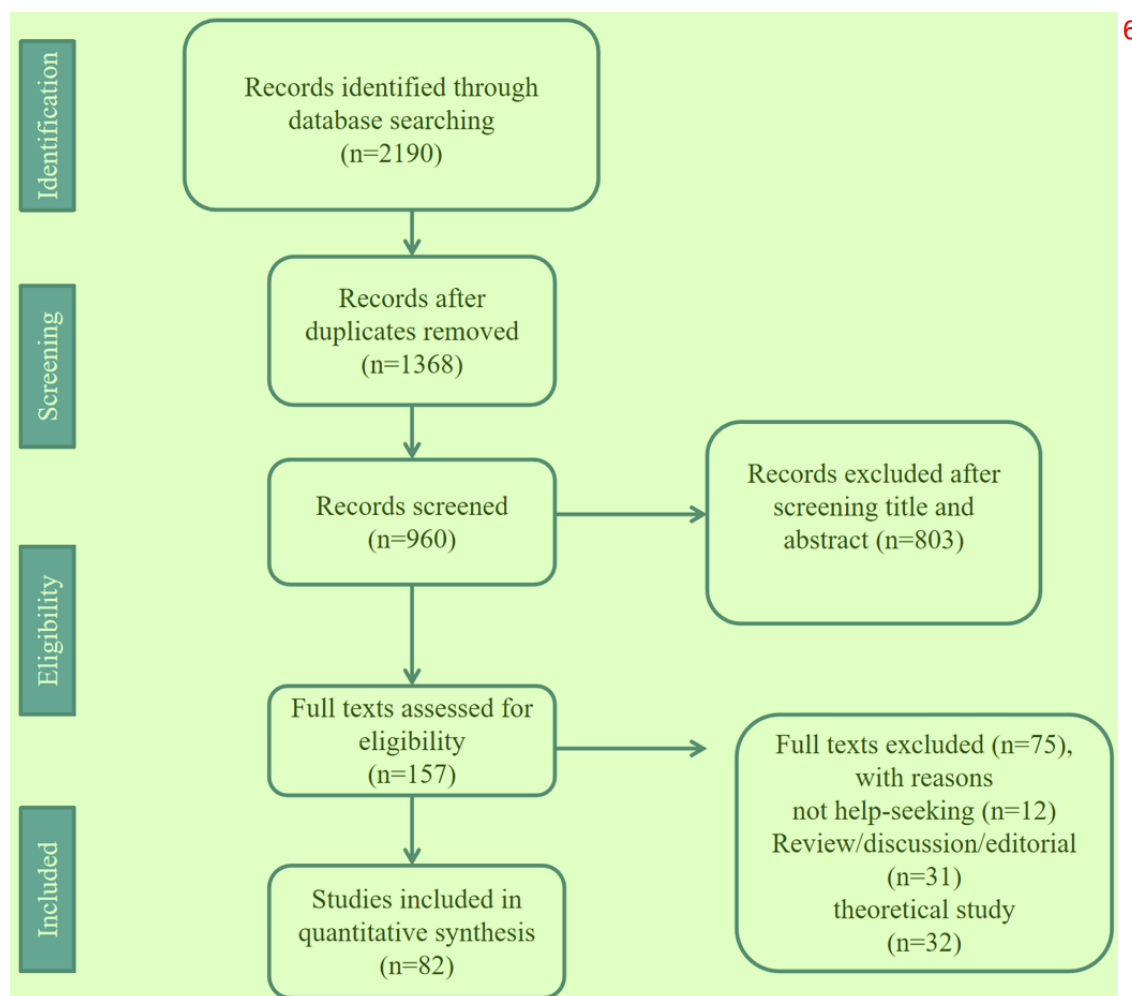 6
Identification
Records identified through
database searching
(n=2190)
Screening
Records after
duplicates removed
(n=1368)
Records screened
(n=960)
Records excluded after
screening title and
abstract (n=803)
Eligibility
Full texts assessed for
eligibility
(n=157)
Full texts excluded (n=75),
with reasons
not help-seeking (n=12)
Review/discussion/editorial
(n=31)
theoretical study
(n=32)
Included
Studies included in
quantitative synthesis
(n=82)